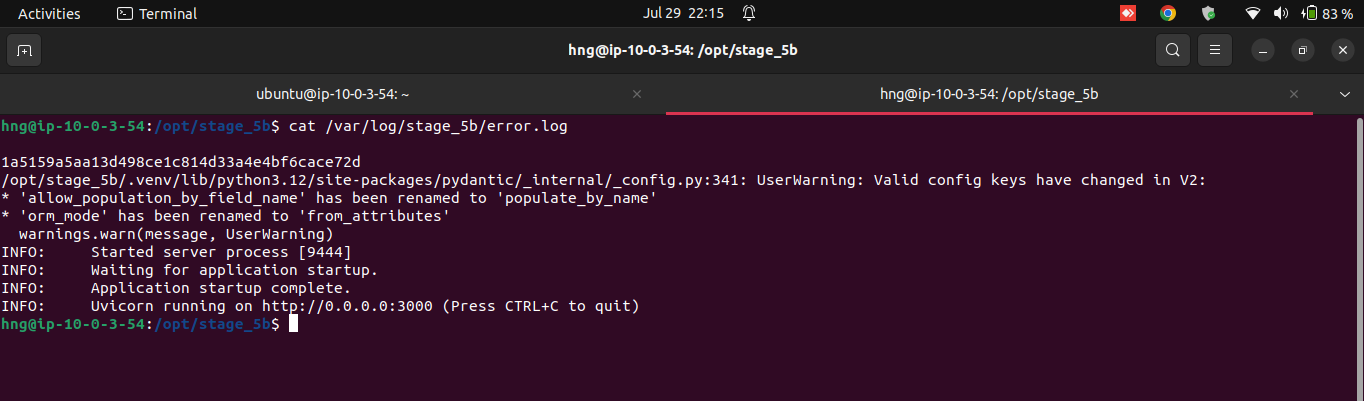 Activities
Terminal
Jul 29 22:15
83 %
hng@ip-10-0-3-54: /opt/stage_5b
ubuntu@ip-10-0-3-54: ~
hng@ip-10-0-3-54: /opt/stage_5b
hng@ip-10-0-3-54:/opt/stage_5b$ cat /var/log/stage_5b/error.log
1a5159a5aa13d498ce1c814d33a4e4bf6cace72d
/opt/stage_5b/.venv/lib/python3.12/site-packages/pydantic/_internal/_config.py:341: UserWarning: Valid config keys have changed in V2:
* 'allow_population_by_field_name' has been renamed to 'populate_by_name'
* 'orm_mode' has been renamed to 'from_attributes'
  warnings.warn(message, UserWarning)
INFO:     Started server process [9444]
INFO:     Waiting for application startup.
INFO:     Application startup complete.
INFO:     Uvicorn running on http://0.0.0.0:3000 (Press CTRL+C to quit)
hng@ip-10-0-3-54:/opt/stage_5b$